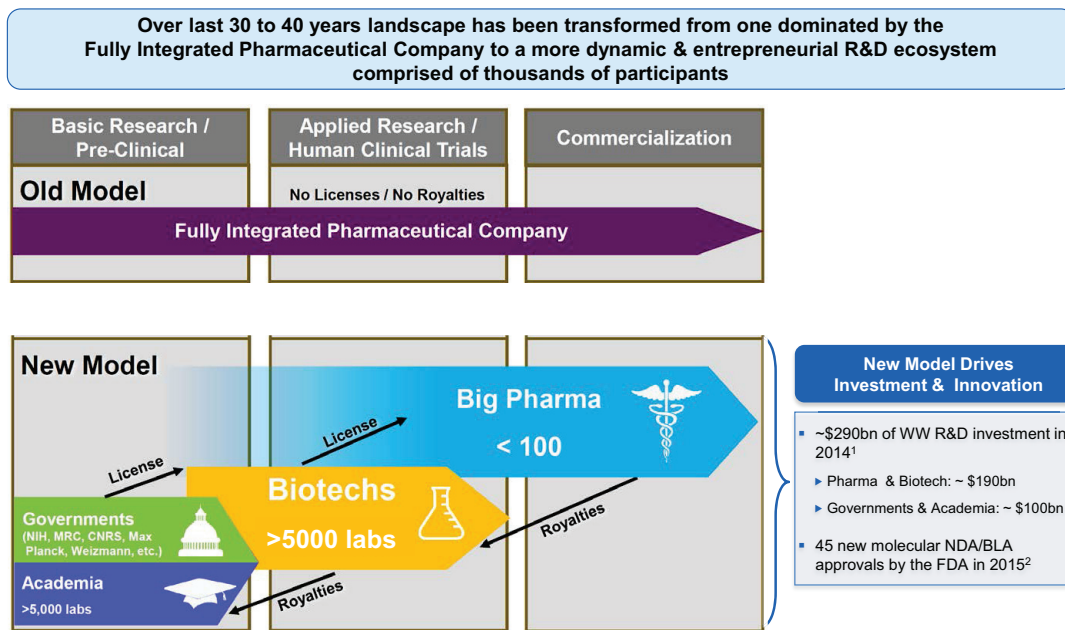 Over last 30 to 40 years landscape has been transformed from one dominated by the
Fully Integrated Pharmaceutical Company to a more dynamic & entrepreneurial R&D ecosystem
comprised of thousands of participants
Basic Research /
Pre-Clinical
Applied Research /
Human Clinical Trials
Commercialization
Old Model
No Licenses / No Royalties
Fully Integrated Pharmaceutical Company
New Model
Big Pharma
< 100
License
License
Biotechs
>5000 labs
Governments
(NIH, MRC, CNRS, Max
Planck, Weizmann, etc.)
Academia
>5,000 labs
Royalties
Royalties
New Model Drives
Investment & Innovation
▪ ~$290bn of WW R&D investment in
2014¹
▶ Pharma & Biotech: ~ $190bn
▶ Governments & Academia: ~ $100bn
▪ 45 new molecular NDA/BLA
approvals by the FDA in 2015²